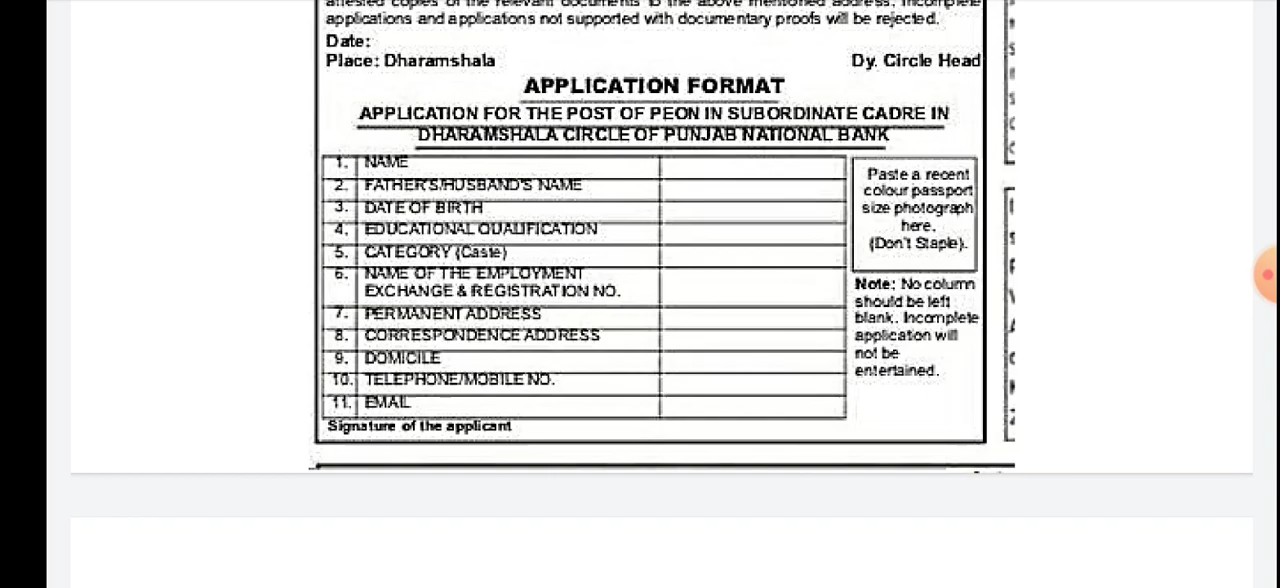 attested copies of the relevant documents to the above mentioned address. Incomplete
applications and applications not supported with documentary proofs will be rejected.
Date:
Place: Dharamshala Dy. Circle Head
APPLICATION FORMAT
APPLICATION FOR THE POST OF PEON IN SUBORDINATE CADRE IN
DHARAMSHALA CIRCLE OF PUNJAB NATIONAL BANK
1. NAME
2. FATHER'S/HUSBAND'S NAME
3. DATE OF BIRTH
4. EDUCATIONAL QUALIFICATION
5. CATEGORY (Caste)
6. NAME OF THE EMPLOYMENT
EXCHANGE & REGISTRATION NO.
7. PERMANENT ADDRESS
8. CORRESPONDENCE ADDRESS
9. DOMICILE
10. TELEPHONE/MOBILE NO.
11. EMAIL
Signature of the applicant
Paste a recent
colour passport
size photograph
here.
(Don't Staple).
Note: No column
should be left
blank. Incomplete
application will
not be
entertained.